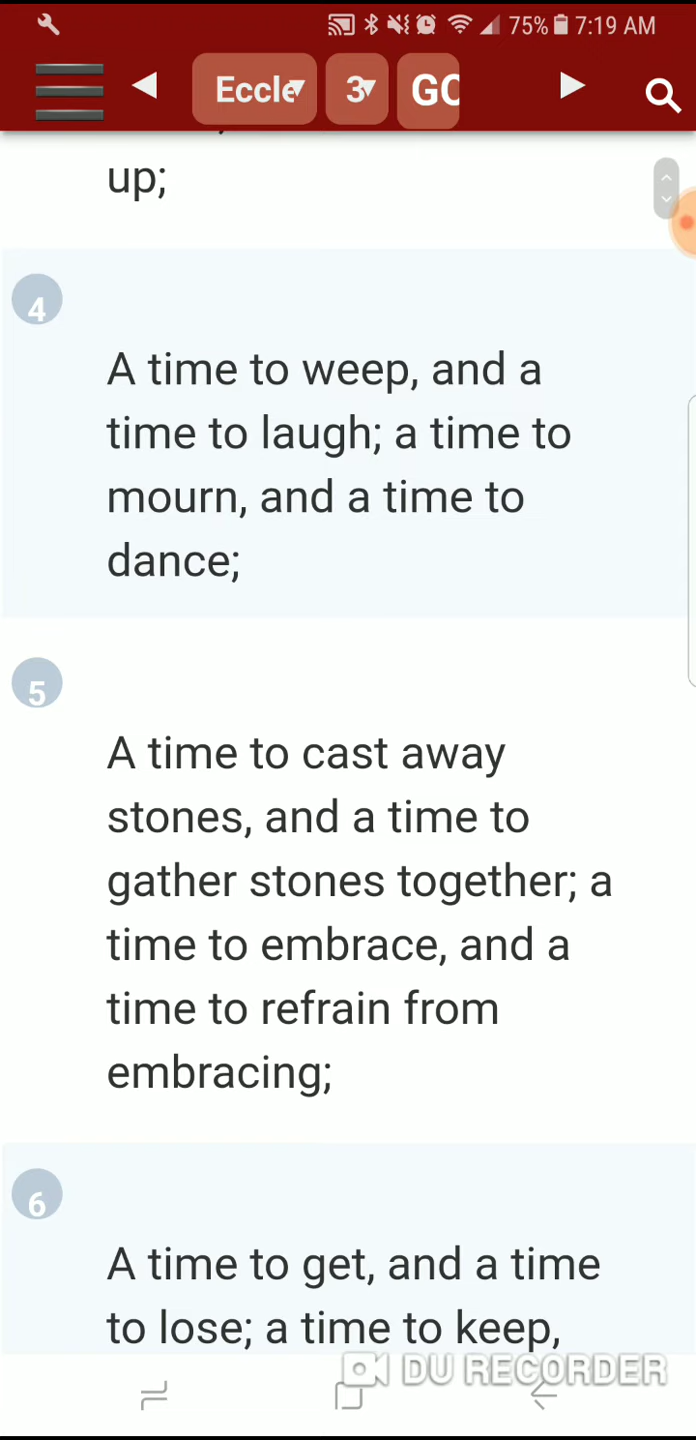 75% 7:19 AM
Eccle 3 GO
up;
4
A time to weep, and a
time to laugh; a time to
mourn, and a time to
dance;
5
A time to cast away
stones, and a time to
gather stones together; a
time to embrace, and a
time to refrain from
embracing;
6
A time to get, and a time
to lose; a time to keep,
DU RECORDER